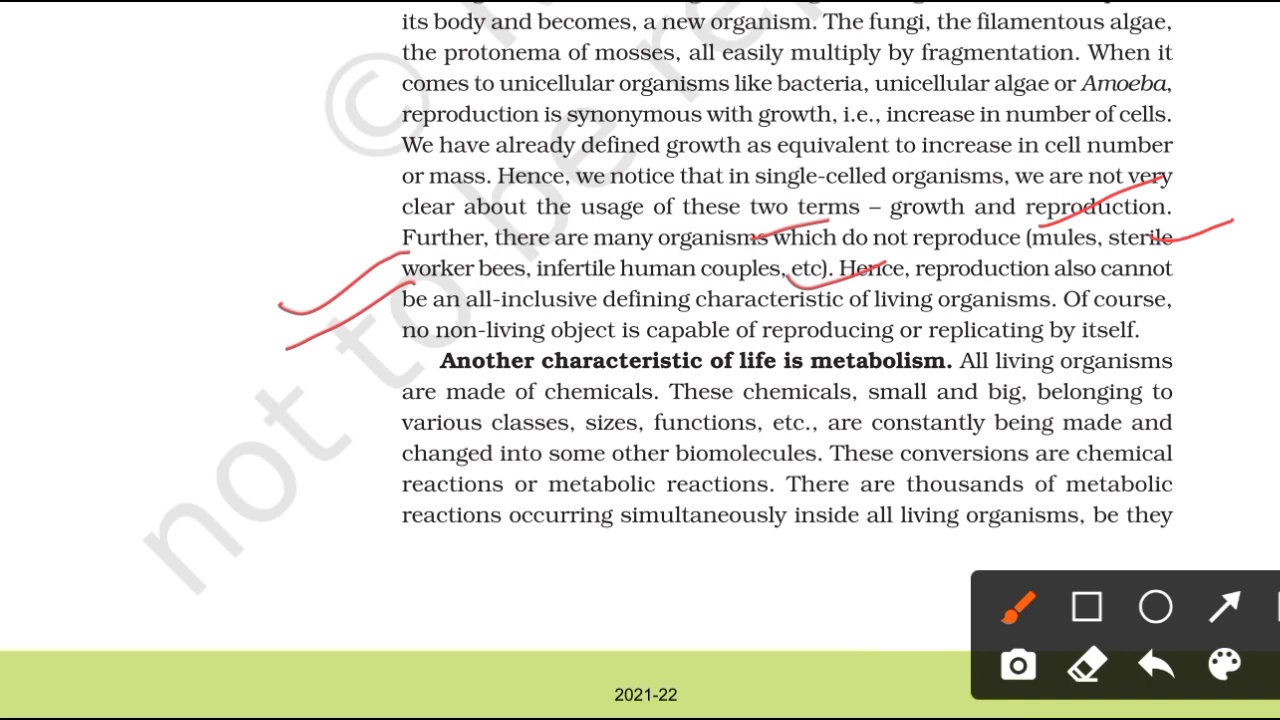 its body and becomes, a new organism. The fungi, the filamentous algae,
the protonema of mosses, all easily multiply by fragmentation. When it
comes to unicellular organisms like bacteria, unicellular algae or Amoeba,
reproduction is synonymous with growth, i.e., increase in number of cells.
We have already defined growth as equivalent to increase in cell number
or mass. Hence, we notice that in single-celled organisms, we are not very
clear about the usage of these two terms – growth and reproduction.
Further, there are many organisms which do not reproduce (mules, sterile
worker bees, infertile human couples, etc). Hence, reproduction also cannot
be an all-inclusive defining characteristic of living organisms. Of course,
no non-living object is capable of reproducing or replicating by itself.
Another characteristic of life is metabolism. All living organisms
are made of chemicals. These chemicals, small and big, belonging to
various classes, sizes, functions, etc., are constantly being made and
changed into some other biomolecules. These conversions are chemical
reactions or metabolic reactions. There are thousands of metabolic
reactions occurring simultaneously inside all living organisms, be they
not to be re
©
2021-22